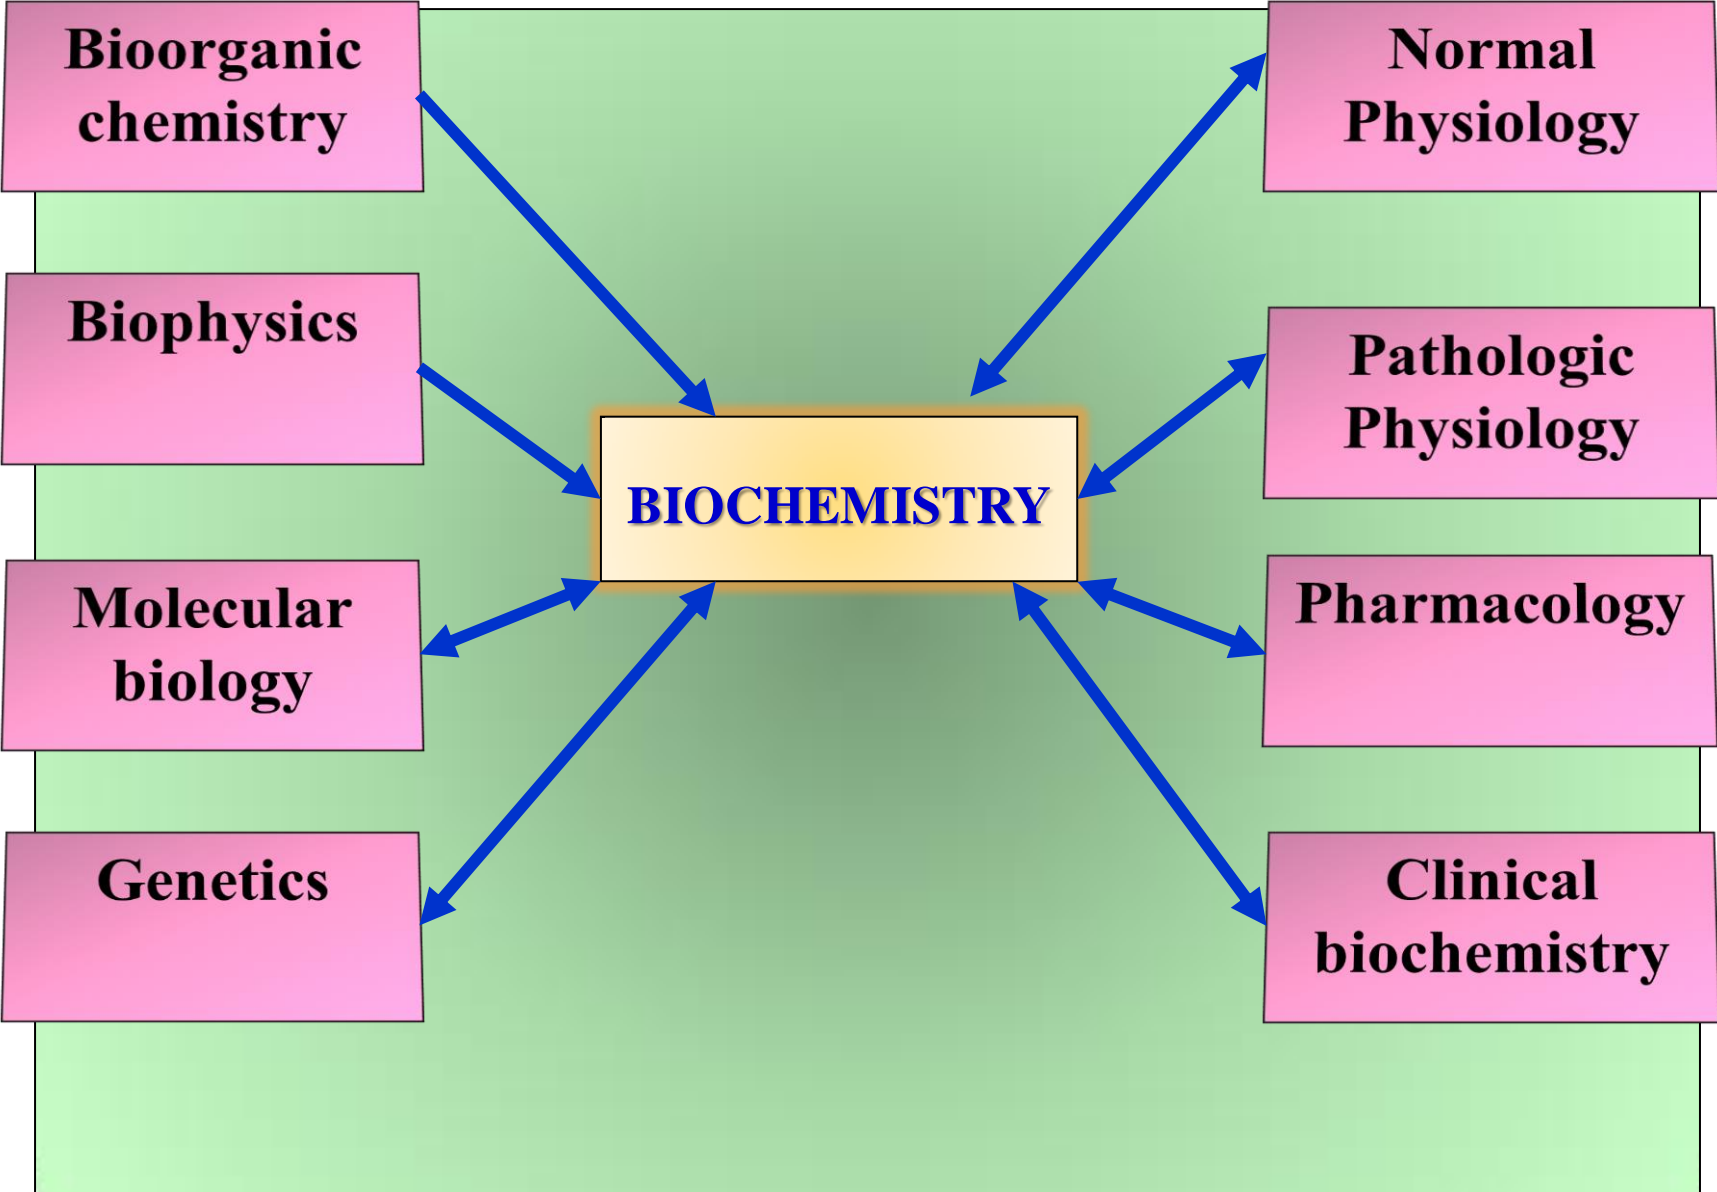 Bioorganic
chemistry
Biophysics
Molecular
biology
Genetics
BIOCHEMISTRY
Normal
Physiology
Pathologic
Physiology
Pharmacology
Clinical
biochemistry